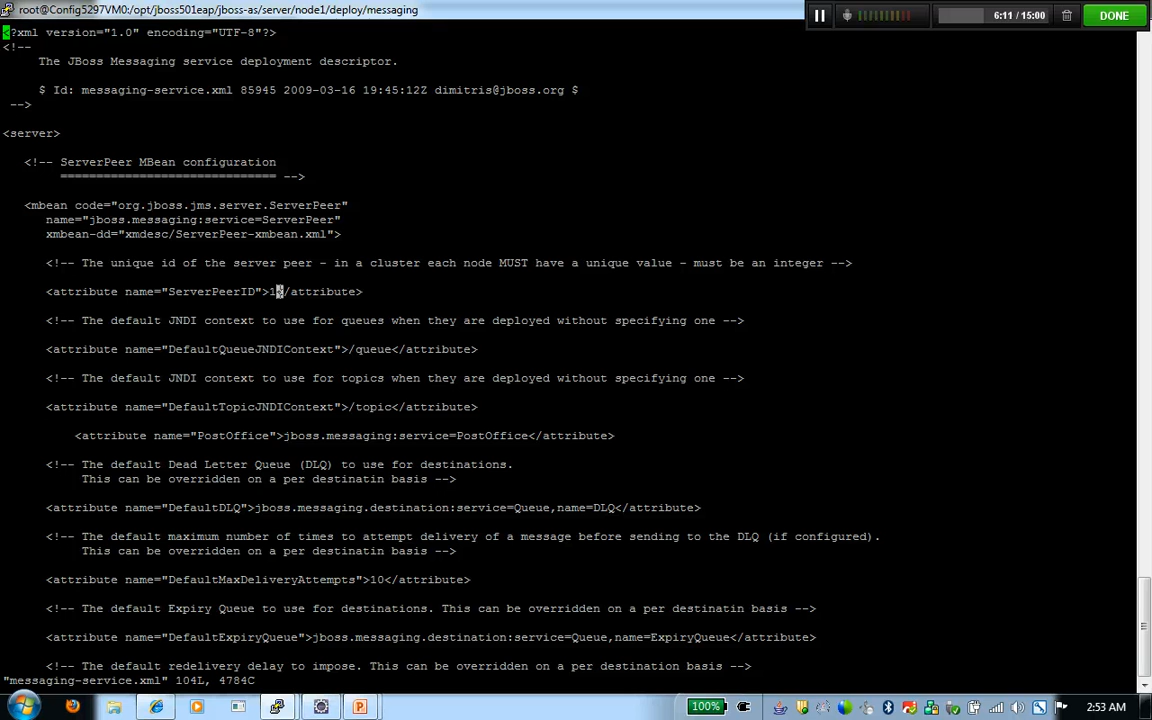 root@Config5297VM0:/opt/jboss501eap/jboss-as/server/node1/deploy/messaging
6:11 / 15:00
DONE
<?xml version="1.0" encoding="UTF-8"?>
<!--
The JBoss Messaging service deployment descriptor.
$ Id: messaging-service.xml 85945 2009-03-16 19:45:12Z dimitris@jboss.org $
-->
<server>
<!-- ServerPeer MBean configuration
============================== -->
<mbean code="org.jboss.jms.server.ServerPeer"
name="jboss.messaging:service=ServerPeer"
xmbean-dd="xmdesc/ServerPeer-xmbean.xml">
<!-- The unique id of the server peer - in a cluster each node MUST have a unique value - must be an integer -->
<attribute name="ServerPeerID">1</attribute>
<!-- The default JNDI context to use for queues when they are deployed without specifying one -->
<attribute name="DefaultQueueJNDIContext">/queue</attribute>
<!-- The default JNDI context to use for topics when they are deployed without specifying one -->
<attribute name="DefaultTopicJNDIContext">/topic</attribute>
<attribute name="PostOffice">jboss.messaging:service=PostOffice</attribute>
<!-- The default Dead Letter Queue (DLQ) to use for destinations.
This can be overridden on a per destinatin basis -->
<attribute name="DefaultDLQ">jboss.messaging.destination:service=Queue,name=DLQ</attribute>
<!-- The default maximum number of times to attempt delivery of a message before sending to the DLQ (if configured).
This can be overridden on a per destinatin basis -->
<attribute name="DefaultMaxDeliveryAttempts">10</attribute>
<!-- The default Expiry Queue to use for destinations. This can be overridden on a per destinatin basis -->
<attribute name="DefaultExpiryQueue">jboss.messaging.destination:service=Queue,name=ExpiryQueue</attribute>
<!-- The default redelivery delay to impose. This can be overridden on a per destination basis -->
"messaging-service.xml" 104L, 4784C
100%
2:53 AM